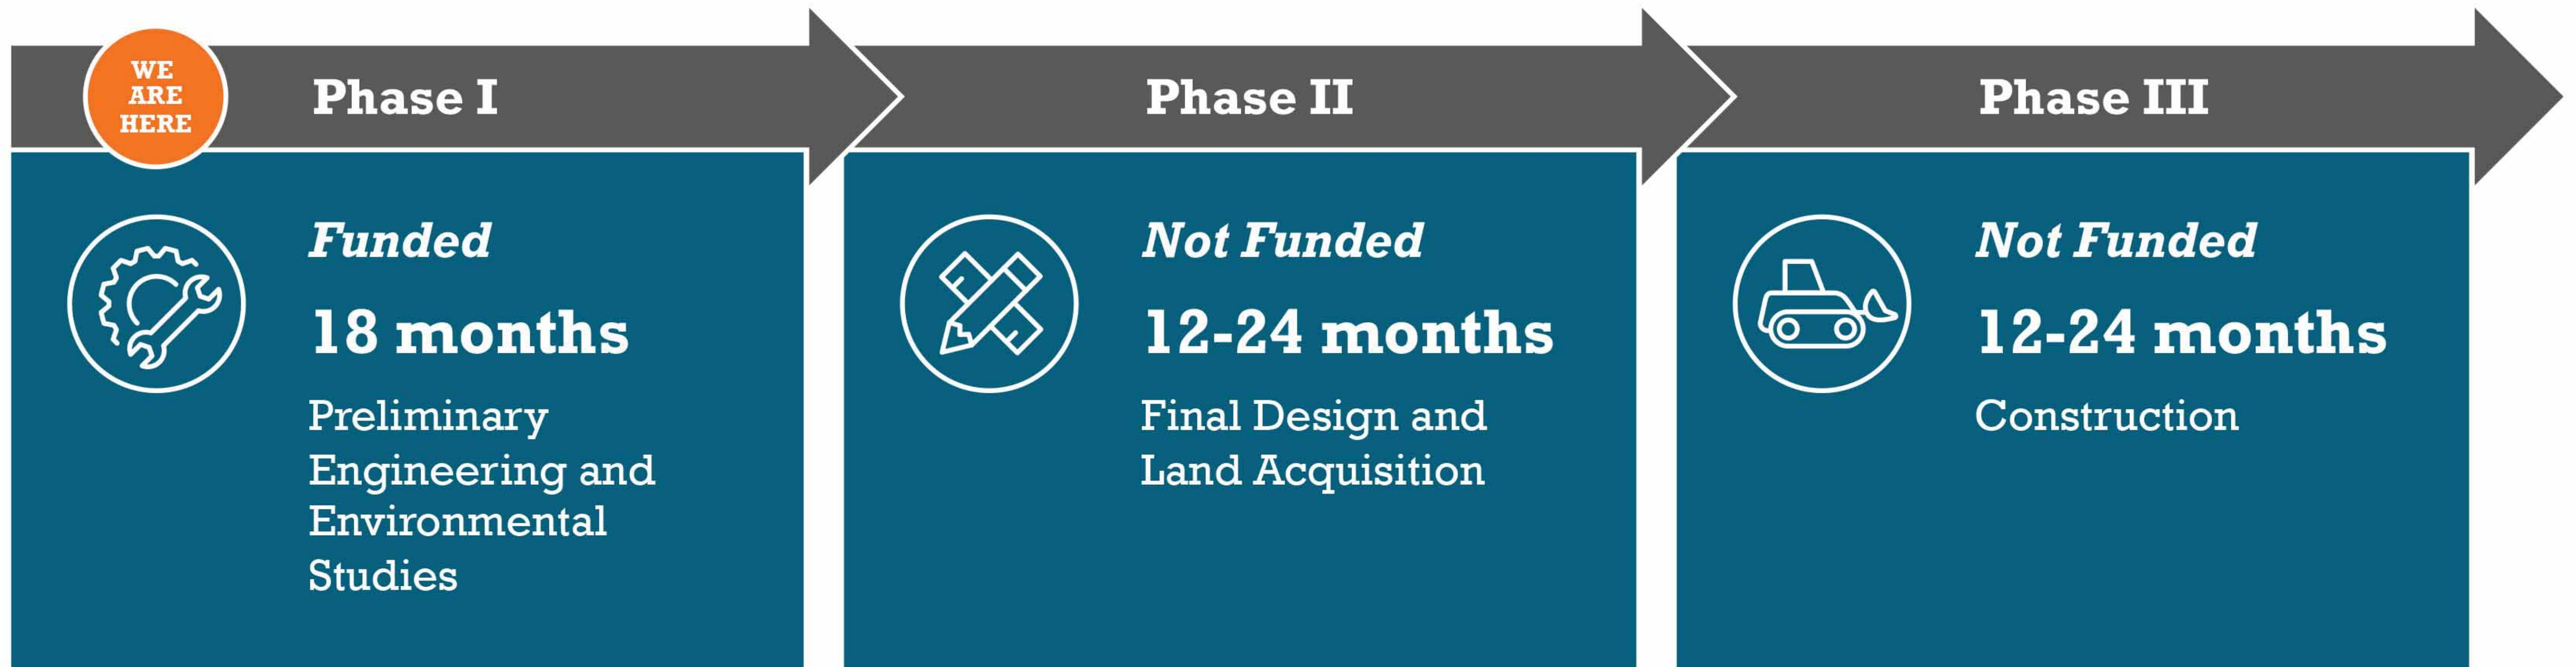 WE
ARE
HERE
Phase I
Funded
18 months
Preliminary
Engineering and
Environmental
Studies
Phase II
Not Funded
12-24 months
Final Design and
Land Acquisition
Phase III
Not Funded
12-24 months
Construction